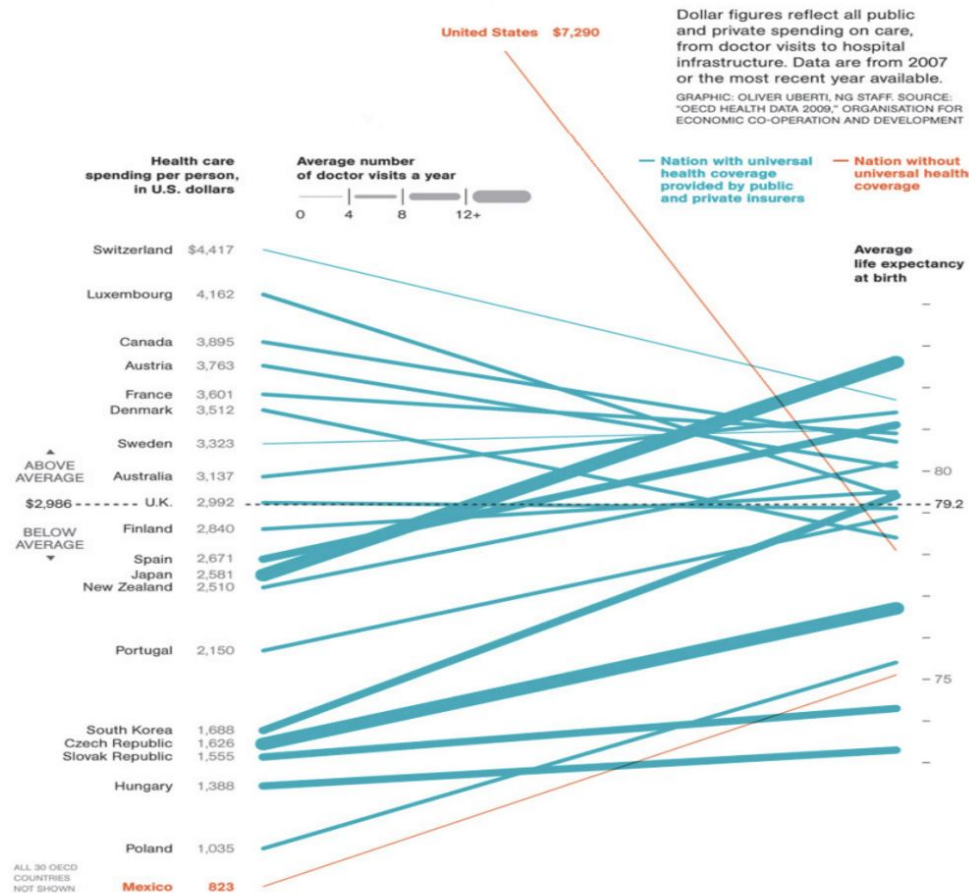 United States $7,290
Dollar figures reflect all public
and private spending on care,
from doctor visits to hospital
infrastructure. Data are from 2007
or the most recent year available.
GRAPHIC: OLIVER UBERTI, NG STAFF. SOURCE:
"OECD HEALTH DATA 2009," ORGANISATION FOR
ECONOMIC CO-OPERATION AND DEVELOPMENT
Health care
spending per person,
in U.S. dollars
Average number
of doctor visits a year
0 4 8 12+
Nation with universal
health coverage
provided by public
and private insurers
Nation without
universal health
coverage
Average
life expectancy
at birth
Switzerland $4,417
Luxembourg 4,162
Canada 3,895
Austria 3,763
France 3,601
Denmark 3,512
Sweden 3,323
ABOVE
AVERAGE
Australia 3,137
80
$2,986 U.K. 2,992 79.2
BELOW
AVERAGE
Finland 2,840
Spain 2,671
Japan 2,581
New Zealand 2,510
Portugal 2,150
75
South Korea 1,688
Czech Republic 1,626
Slovak Republic 1,555
Hungary 1,388
Poland 1,035
ALL 30 OECD
COUNTRIES
NOT SHOWN
Mexico 823